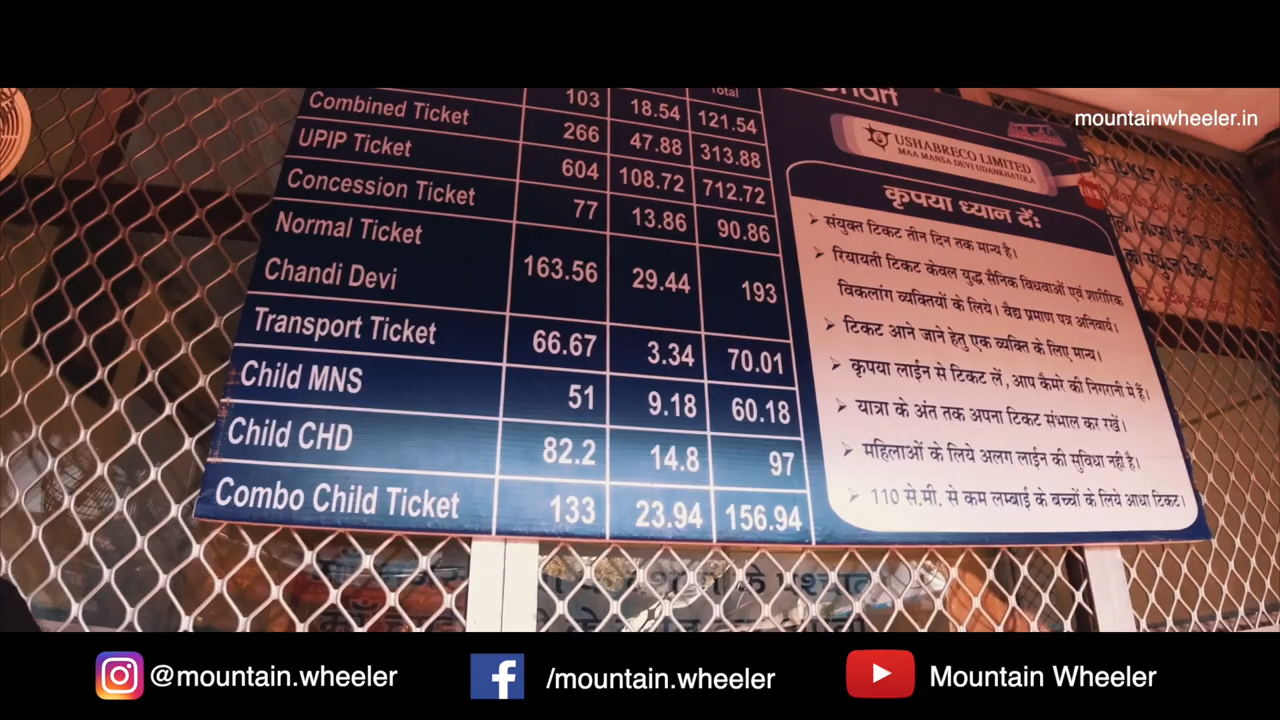 Total
103 18.54 121.54
Combined Ticket 266 47.88 313.88
UPIP Ticket 604 108.72 712.72
Concession Ticket 77 13.86 90.86
Normal Ticket
Chandi Devi 163.56 29.44 193
Transport Ticket 66.67 3.34 70.01
Child MNS 51 9.18 60.18
Child CHD 82.2 14.8 97
Combo Child Ticket 133 23.94 156.94
USHABRECO LIMITED
MAA MANSA DEVI UDANKHATOLA
कृपया ध्यान दें:
संयुक्त टिकट तीन दिन तक मान्य है।
रियायती टिकट केवल युद्ध सैनिक विधवाओं एवं शारीरिक
विकलांग व्यक्तियों के लिये। वैद्य प्रमाण पत्र अनिवार्य।
टिकट आने जाने हेतु एक व्यक्ति के लिए मान्य।
कृपया लाईन से टिकट लें, आप कैमरे की निगरानी मे हैं।
यात्रा के अंत तक अपना टिकट संभाल कर रखें।
महिलाओं के लिये अलग लाईन की सुविधा नही है।
110 से.मी. से कम लम्बाई के बच्चों के लिये आधा टिकट।
mountainwheeler.in
@mountain.wheeler
/mountain.wheeler
Mountain Wheeler